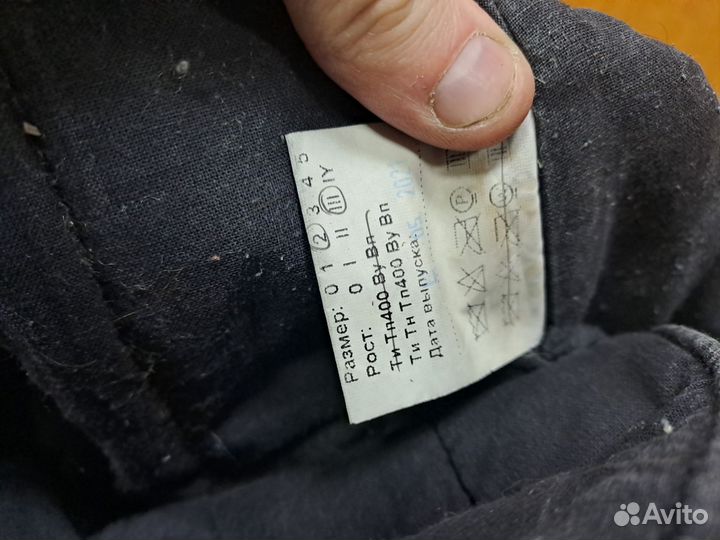 Размер: 0 1 2 3 4 5
Рост: 0 I II III IY
Ти Тп400 Ву Вп
Ти Тн Тп400 Ву Вп
Дата выпуска:
P P
Avito